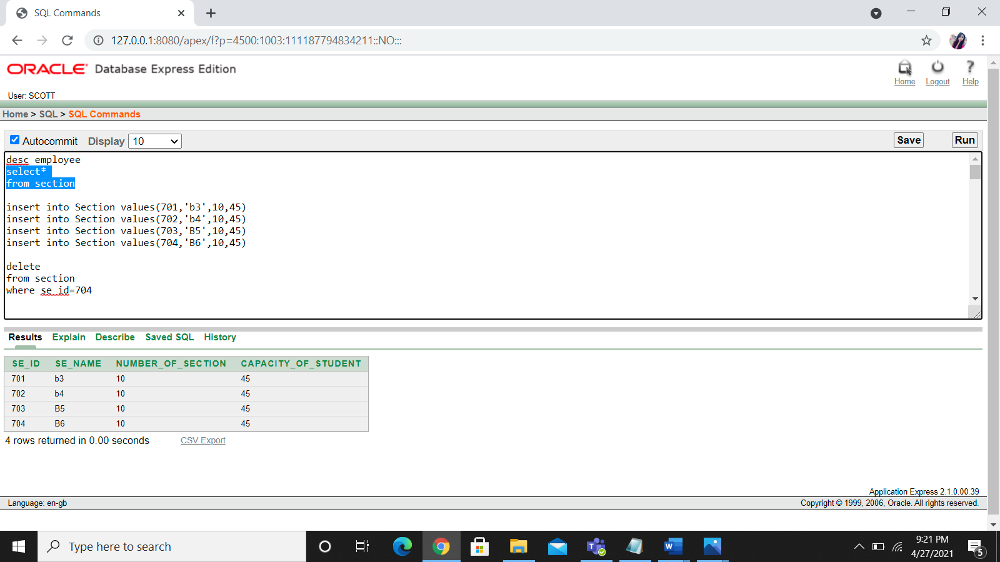 SQL Commands
127.0.0.1:8080/apex/f?p=4500:1003:111187794834211::NO:::
ORACLE Database Express Edition
Home Logout Help
User: SCOTT
Home > SQL > SQL Commands
Autocommit Display 10 Save Run
desc employee
select*
from section
insert into Section values(701,'b3',10,45)
insert into Section values(702,'b4',10,45)
insert into Section values(703,'B5',10,45)
insert into Section values(704,'B6',10,45)
delete
from section
where se_id=704
Results Explain Describe Saved SQL History
SE_ID SE_NAME NUMBER_OF_SECTION CAPACITY_OF_STUDENT
701 b3 10 45
702 b4 10 45
703 B5 10 45
704 B6 10 45
4 rows returned in 0.00 seconds CSV Export
Application Express 2.1.0.00.39
Language: en-gb Copyright © 1999, 2006, Oracle. All rights reserved.
Type here to search
9:21 PM
4/27/2021
5